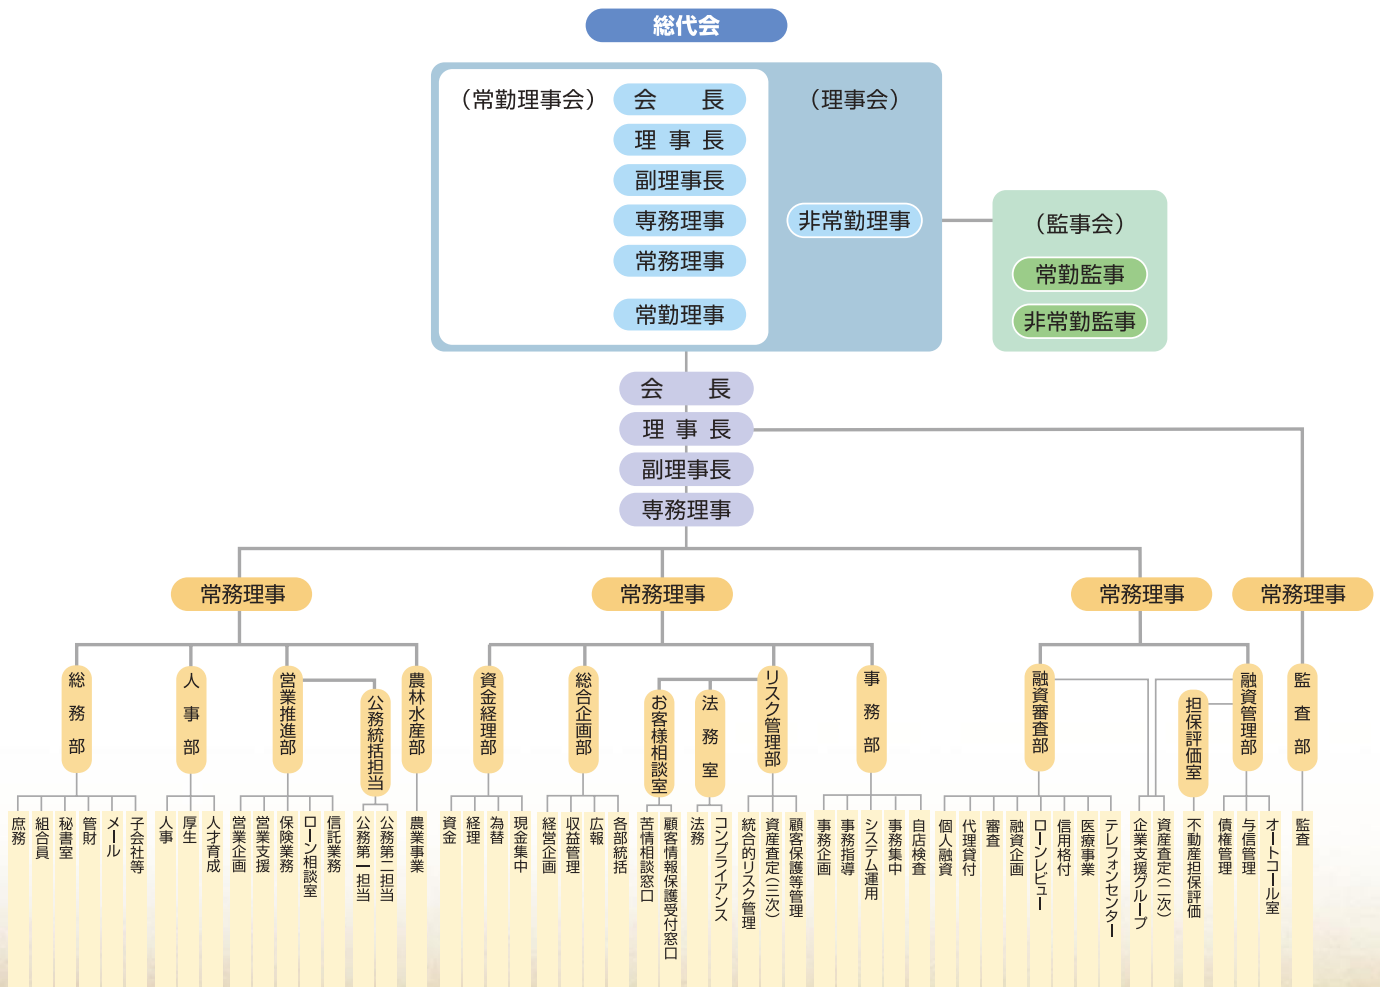 総代会
（常勤理事会）
会長
理事長
副理事長
専務理事
常務理事
常勤理事
（理事会）
非常勤理事
（監事会）
常勤監事
非常勤監事
会長
理事長
副理事長
専務理事
常務理事
常務理事
常務理事
常務理事
総務部
人事部
営業推進部
公務統括担当
農林水産部
資金経理部
総合企画部
お客様相談室
法務室
リスク管理部
事務部
融資審査部
担保評価室
融資管理部
監査部
庶務
組合員
秘書室
管財
メール
子会社等
人事
厚生
人才育成
営業企画
営業支援
保険業務
ローン相談室
信託業務
公務第一担当
公務第二担当
農業事業
資金
経理
為替
現金集中
経営企画
収益管理
広報
各部統括
苦情相談窓口
顧客情報保護受付窓口
法務
コンプライアンス
統合的リスク管理
資産査定（三次）
顧客保護等管理
事務企画
事務指導
システム運用
事務集中
自店検査
個人融資
代理貸付
審査
融資企画
ローンレビュー
信用格付
医療事業
テレフォンセンター
企業支援グループ
資産査定（二次）
不動産担保評価
債権管理
与信管理
オートコール室
監査